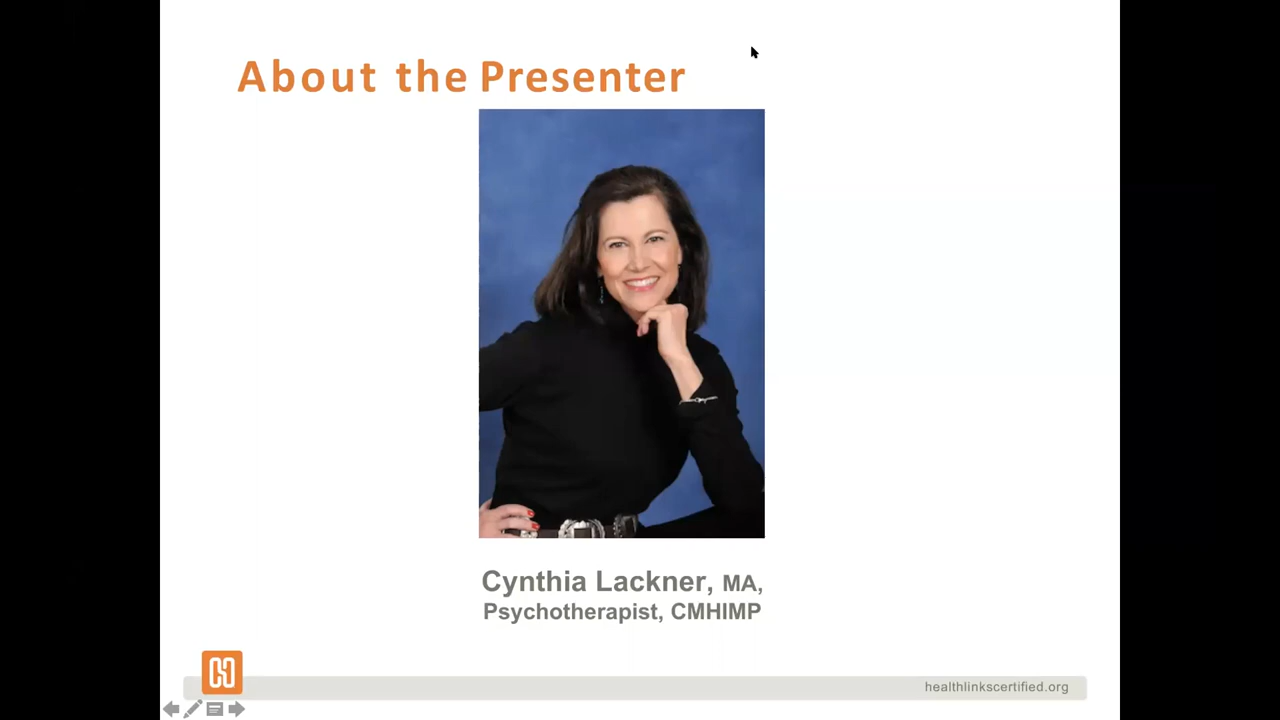 About the Presenter
Cynthia Lackner, MA,
Psychotherapist, CMHIMP
healthlinkscertified.org